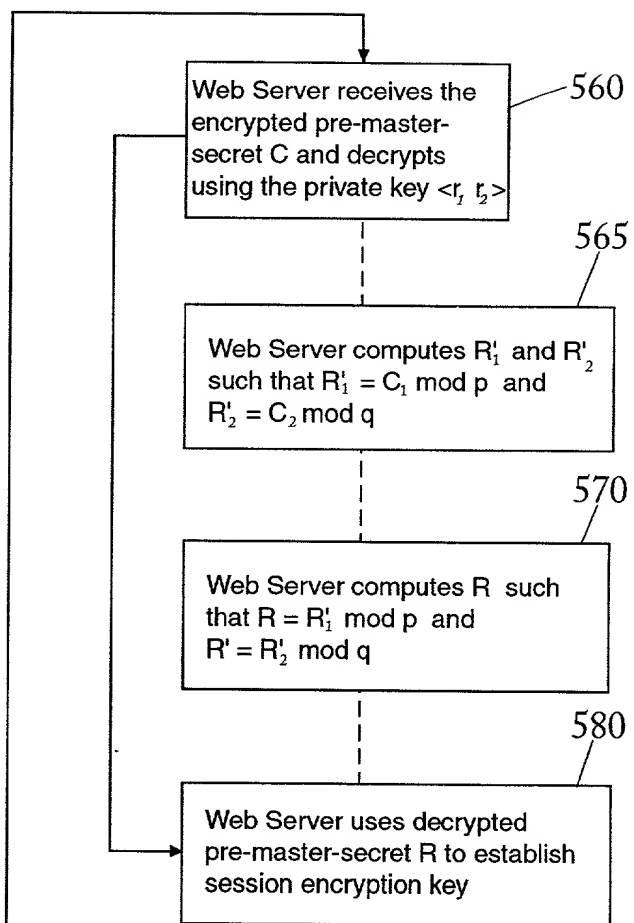 560
Web Server receives the
encrypted pre-master-
secret C and decrypts
using the private key <r₁ r₂>
565
Web Server computes R'₁ and R'₂
such that R'₁ = C₁ mod p and
R'₂ = C₂ mod q
570
Web Server computes R such
that R = R'₁ mod p and
R' = R'₂ mod q
580
Web Server uses decrypted
pre-master-secret R to establish
session encryption key